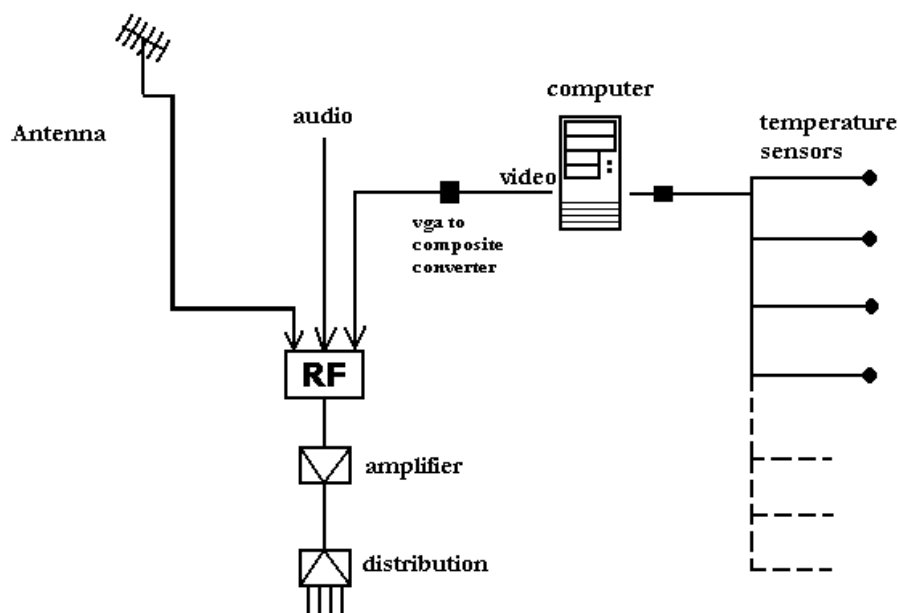 computer
audio
temperature
sensors
Antenna
video
vga to
composite
converter
RF
amplifier
distribution